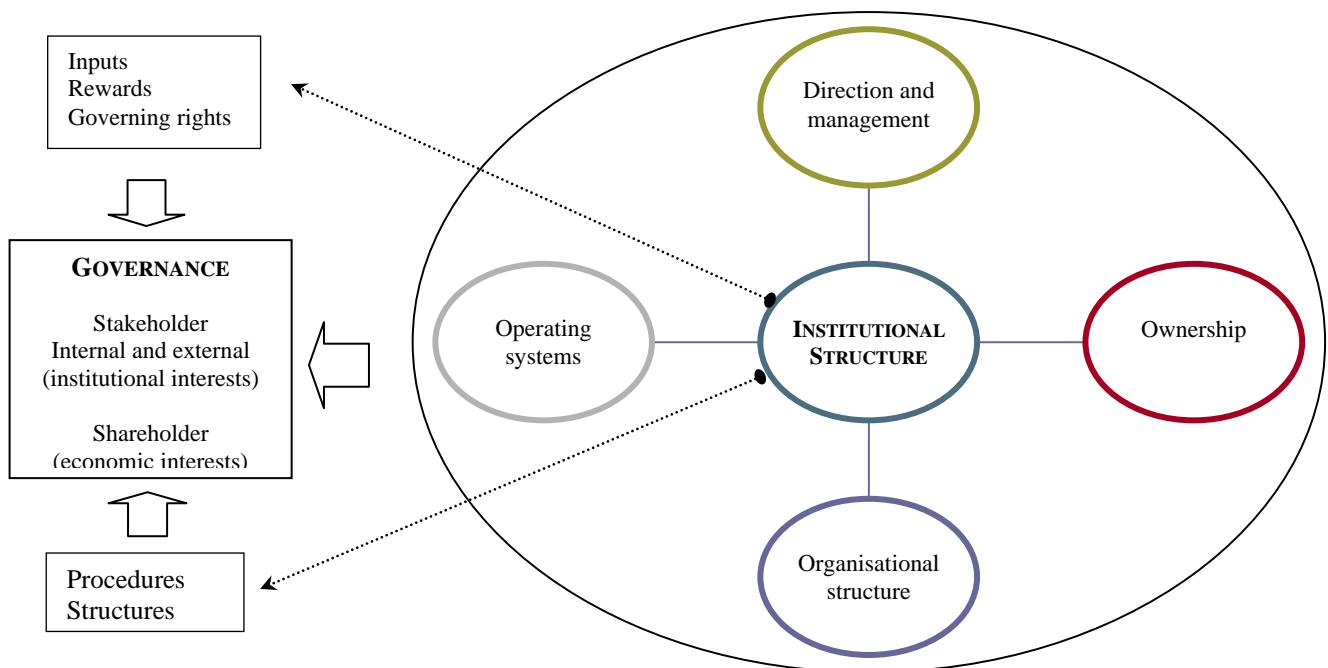 Inputs
Rewards
Governing rights
GOVERNANCE
Stakeholder
Internal and external
(institutional interests)
Shareholder
(economic interests)
Procedures
Structures
Direction and
management
Operating
systems
INSTITUTIONAL
STRUCTURE
Ownership
Organisational
structure